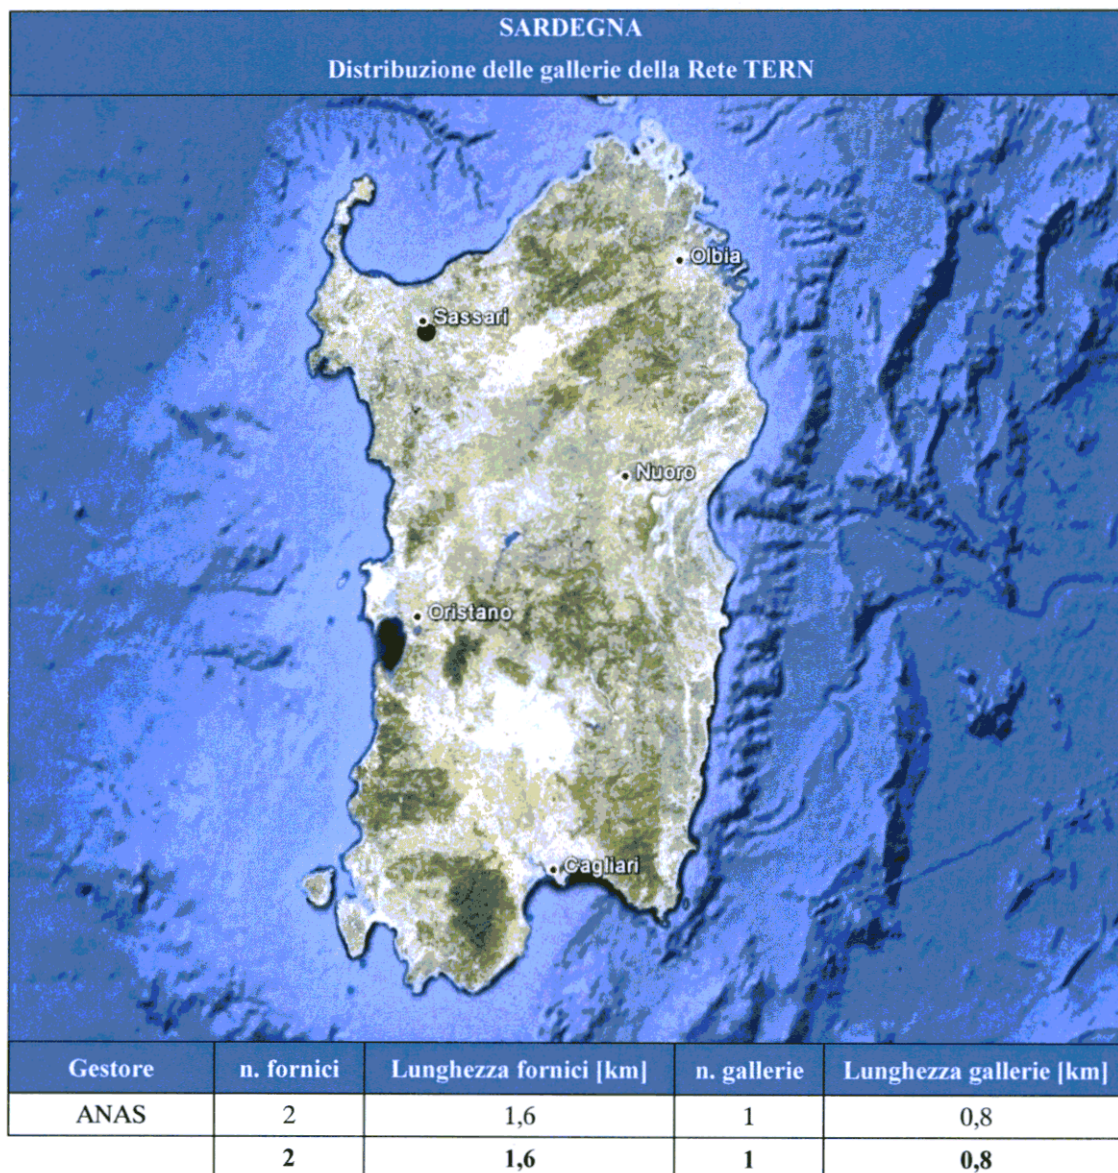 SARDEGNA
Distribuzione delle gallerie della Rete TERN
Olbia
Sassari
Nuoro
Oristano
Cagliari
Gestore n. fornici Lunghezza fornici [km] n. gallerie Lunghezza gallerie [km]
ANAS 2 1,6 1 0,8
2 1,6 1 0,8